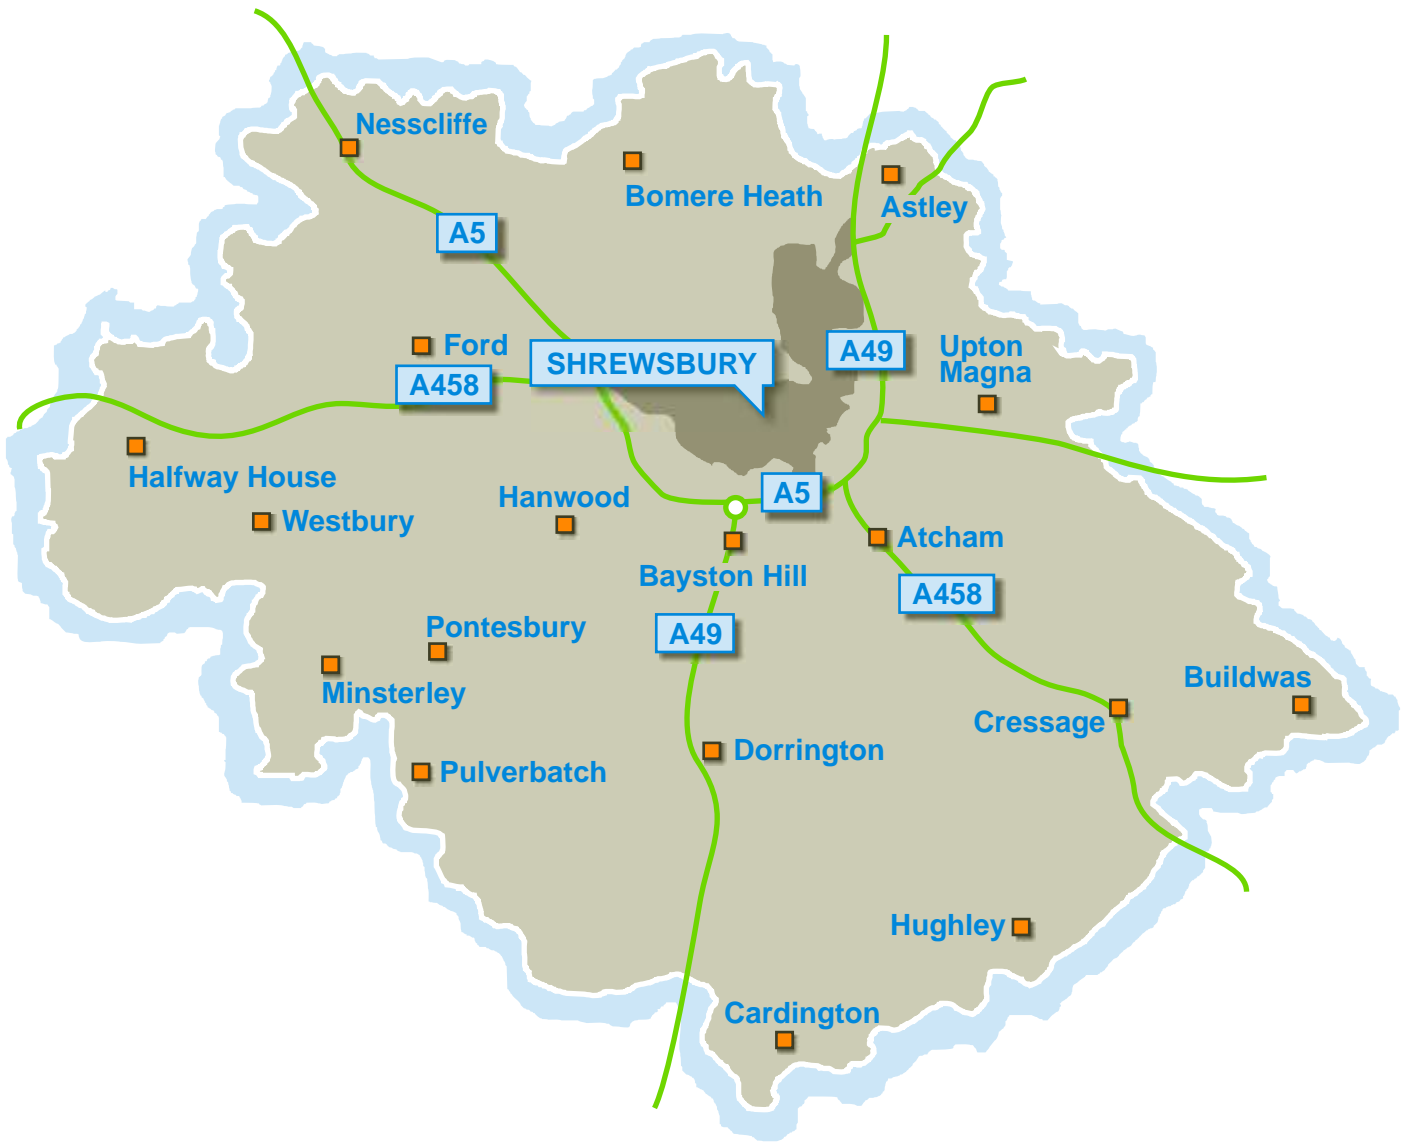 Nesscliffe
Bomere Heath
Astley
A5
Ford
SHREWSBURY
A49
Upton
Magna
A458
Halfway House
Hanwood
A5
Westbury
Atcham
Bayston Hill
A458
Pontesbury
A49
Minsterley
Buildwas
Cressage
Dorrington
Pulverbatch
Hughley
Cardington